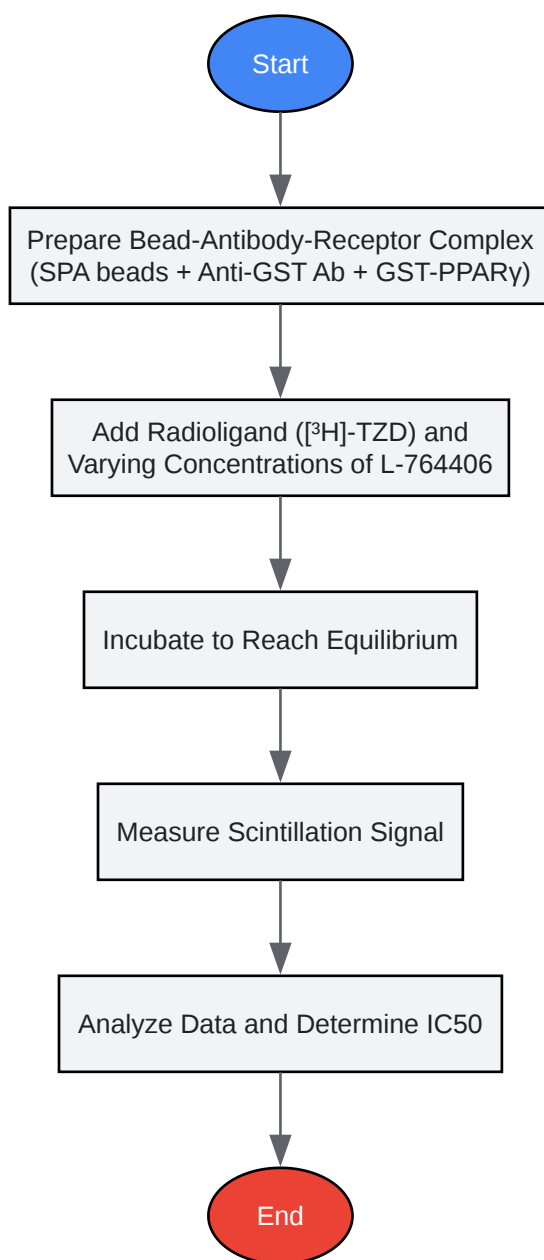 Start
Prepare Bead-Antibody-Receptor Complex
(SPA beads + Anti-GST Ab + GST-PPARγ)
Add Radioligand ([³H]-TZD) and
Varying Concentrations of L-764406
Incubate to Reach Equilibrium
Measure Scintillation Signal
Analyze Data and Determine IC50
End